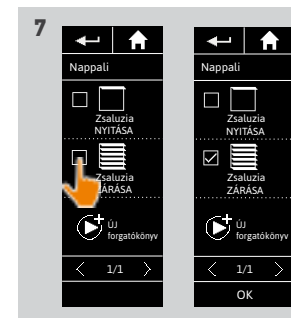 7
Nappali
Zsaluzia
NYITÁSA
Zsaluzia
ZÁRÁSA
ÚJ
forgatókönyv
1/1
Nappali
Zsaluzia
NYITÁSA
Zsaluzia
ZÁRÁSA
ÚJ
forgatókönyv
1/1
OK